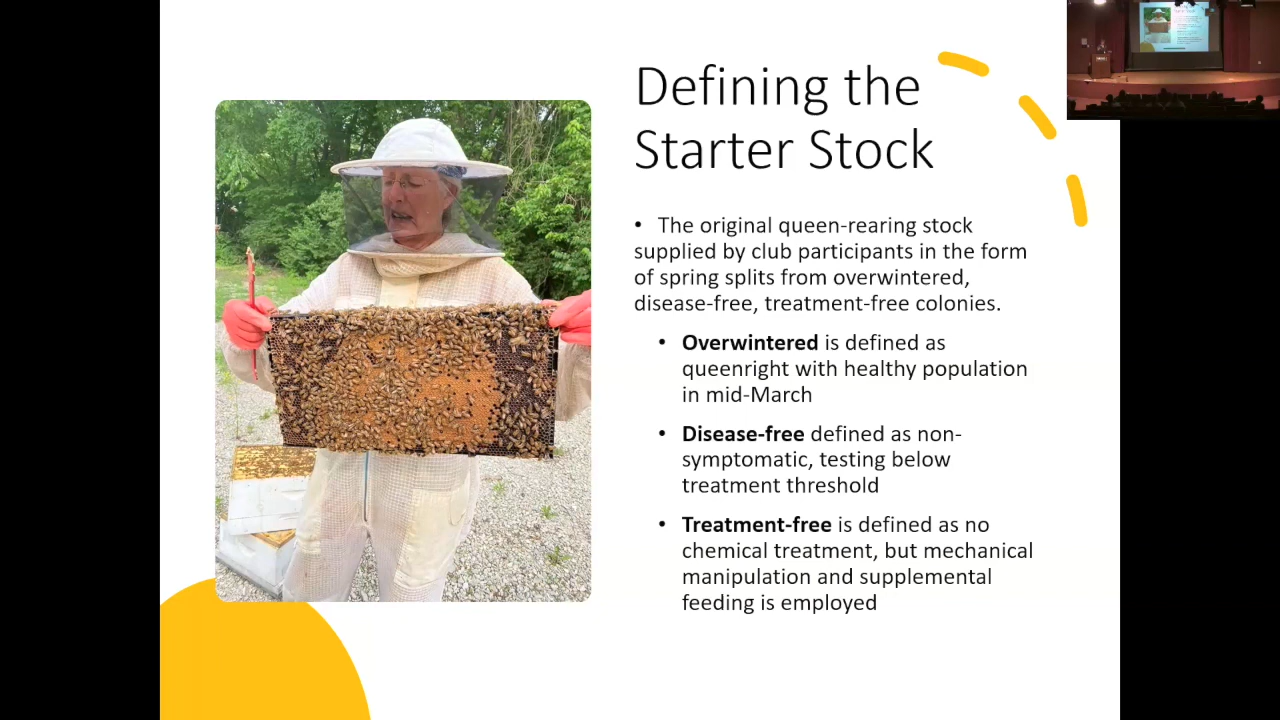 Defining the
Starter Stock
• The original queen-rearing stock
supplied by club participants in the form
of spring splits from overwintered,
disease-free, treatment-free colonies.
• Overwintered is defined as
queenright with healthy population
in mid-March
• Disease-free defined as non-
symptomatic, testing below
treatment threshold
• Treatment-free is defined as no
chemical treatment, but mechanical
manipulation and supplemental
feeding is employed